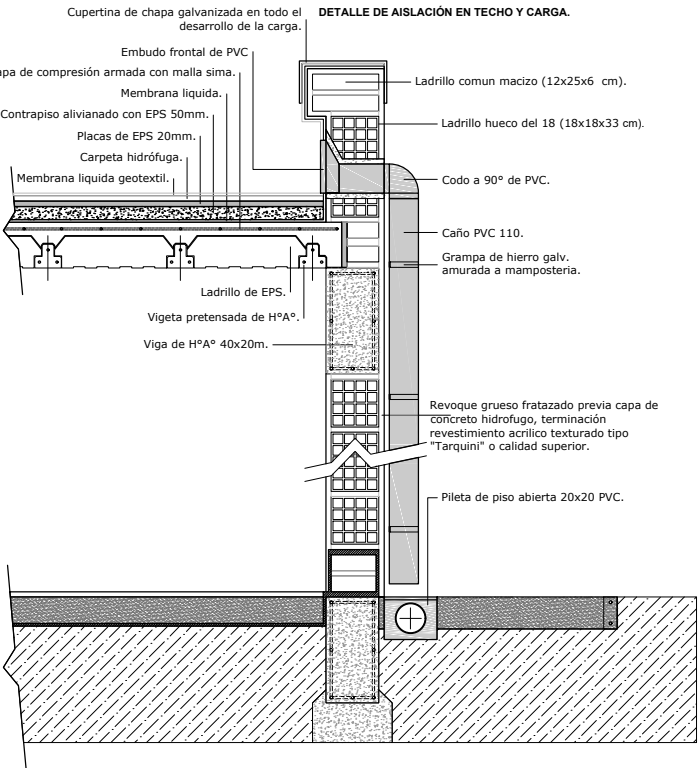 DETALLE DE AISLACIÓN EN TECHO Y CARGA.
Cupertina de chapa galvanizada en todo el
desarrollo de la carga.
Embudo frontal de PVC
de compresión armada con malla sima.
Membrana liquida.
Contrapiso alivianado con EPS 50mm.
Placas de EPS 20mm.
Carpeta hidrófuga.
Membrana liquida geotextil.
Ladrillo de EPS.
Vigeta pretensada de HºAº.
Viga de HºAº 40x20m.
Ladrillo comun macizo (12x25x6 cm).
Ladrillo hueco del 18 (18x18x33 cm).
Codo a 90° de PVC.
Caño PVC 110.
Grampa de hierro galv.
amurada a mamposteria.
Revoque grueso fratazado previa capa de
concreto hidrofugo, terminación
revestimiento acrilico texturado tipo
"Tarquini" o calidad superior.
Pileta de piso abierta 20x20 PVC.